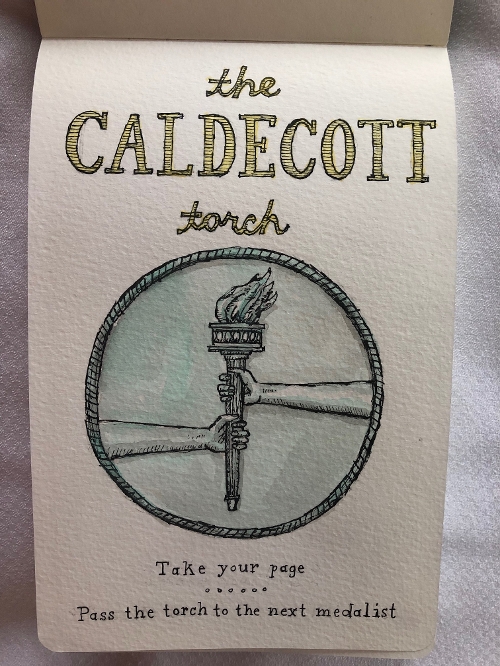 the
CALDECOTT
torch
Take your page
Pass the torch to the next medalist